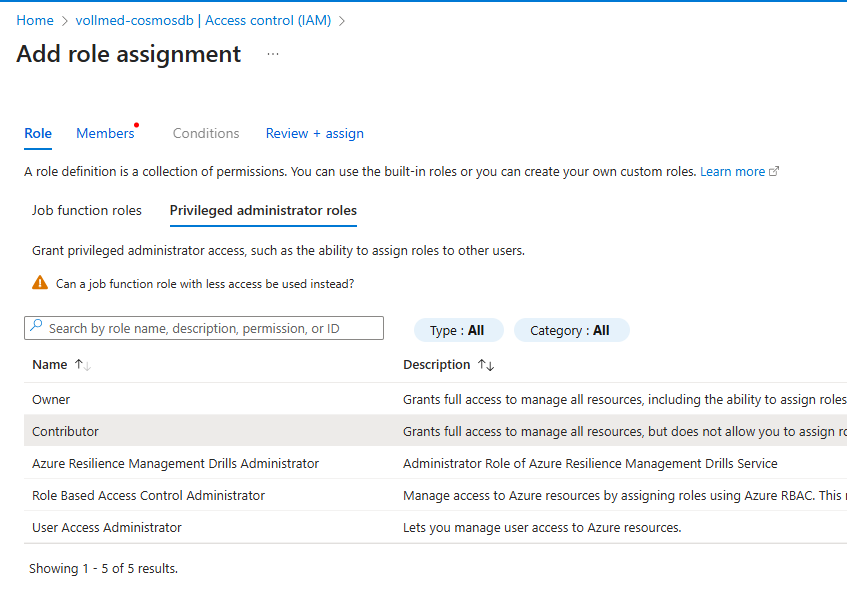 Home > vollmed-cosmosdb | Access control (IAM) >
Add role assignment ...
Role Members Conditions Review + assign
A role definition is a collection of permissions. You can use the built-in roles or you can create your own custom roles. Learn more
Job function roles Privileged administrator roles
Grant privileged administrator access, such as the ability to assign roles to other users.
Can a job function role with less access be used instead?
Search by role name, description, permission, or ID Type : All Category : All
Name ↑↓ Description ↑↓
Owner Grants full access to manage all resources, including the ability to assign roles
Contributor Grants full access to manage all resources, but does not allow you to assign
Azure Resilience Management Drills Administrator Administrator Role of Azure Resilience Management Drills Service
Role Based Access Control Administrator Manage access to Azure resources by assigning roles using Azure RBAC. This
User Access Administrator Lets you manage user access to Azure resources.
Showing 1 - 5 of 5 results.